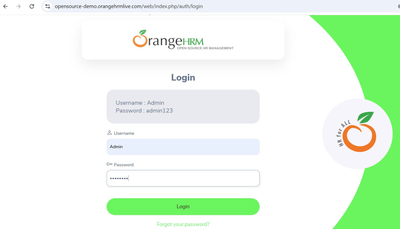 opensource-demo.orangehrmlive.com/web/index.php/auth/login
OrangeHRM
OPEN SOURCE HR MANAGEMENT
Login
Username : Admin
Password : admin123
Username
Admin
Password
•••••••••
Login
Forgot your password?
HR for ALL